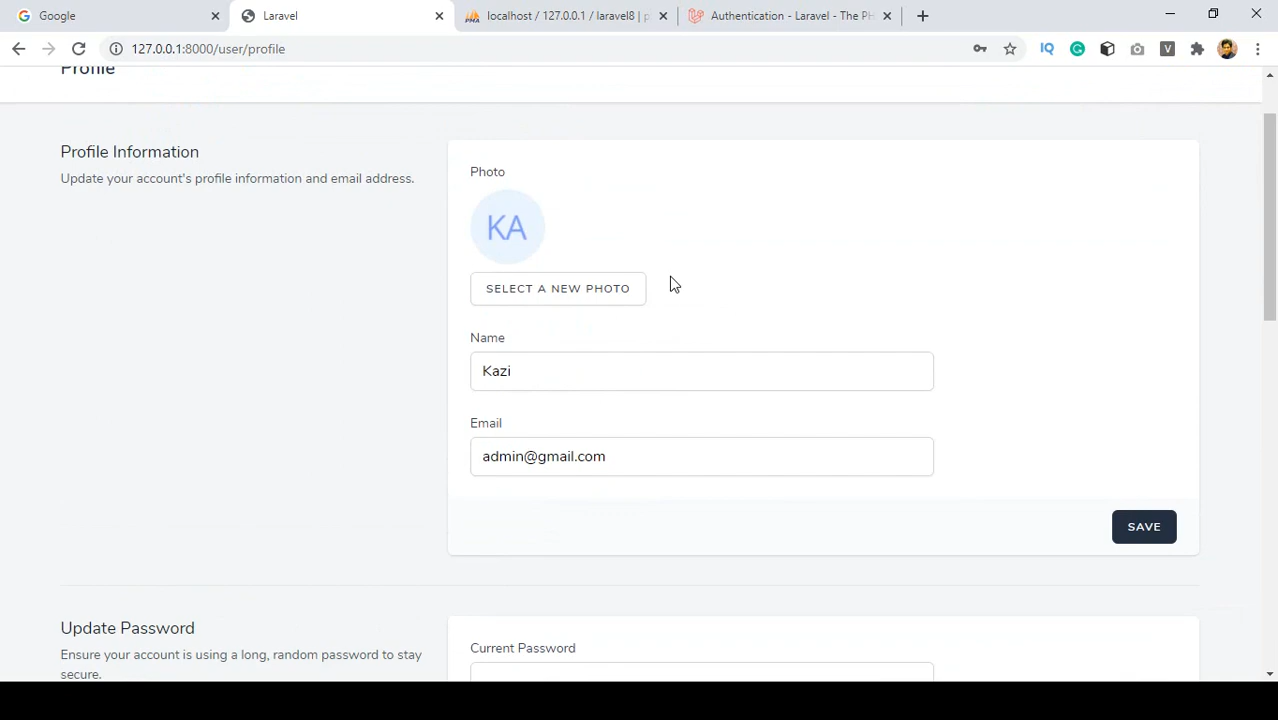 Google
Laravel
localhost / 127.0.0.1 / laravel8 | p
Authentication - Laravel - The PH
127.0.0.1:8000/user/profile
IQ
V
Profile
Profile Information
Update your account's profile information and email address.
Photo
KA
SELECT A NEW PHOTO
Name
Kazi
Email
admin@gmail.com
SAVE
Update Password
Ensure your account is using a long, random password to stay
secure.
Current Password